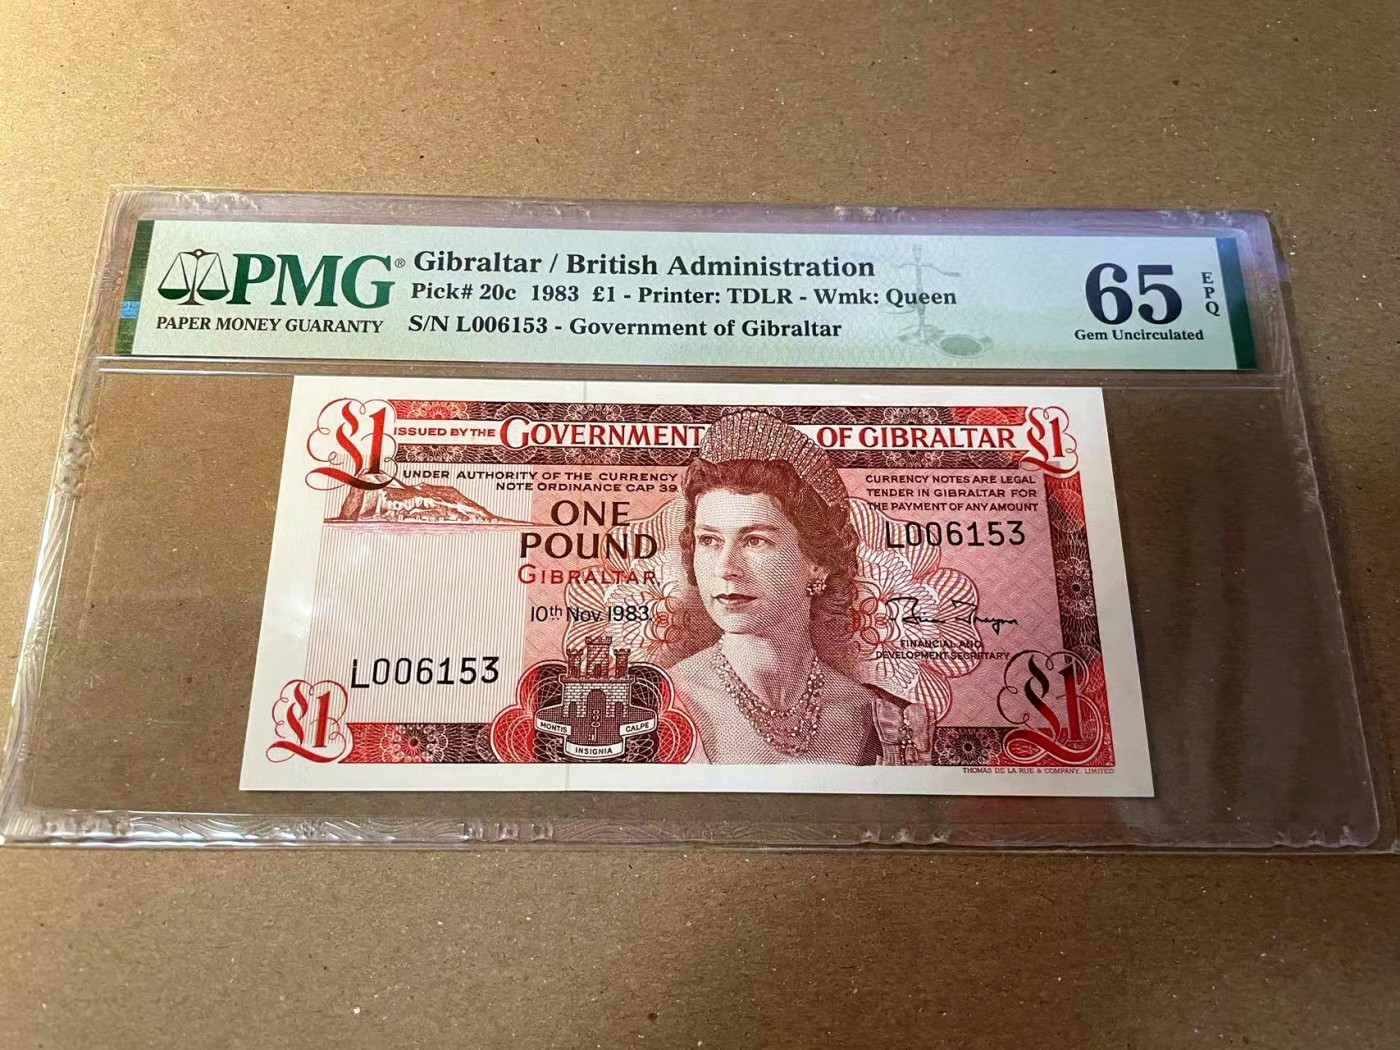 PMG®
PAPER MONEY GUARANTY
Gibraltar / British Administration
Pick# 20c 1983 £1 - Printer: TDLR - Wmk: Queen
S/N L006153 - Government of Gibraltar
65
EPQ
Gem Uncirculated
£1
ISSUED BY THE GOVERNMENT OF GIBRALTAR
£1
UNDER AUTHORITY OF THE CURRENCY
NOTE ORDINANCE CAP 39
CURRENCY NOTES ARE LEGAL
TENDER IN GIBRALTAR FOR
THE PAYMENT OF ANY AMOUNT
ONE
POUND
GIBRALTAR
L006153
10th Nov. 1983
FINANCIAL AND
DEVELOPMENT SECRETARY
L006153
£1
MONTIS
CALPE
INSIGNIA
£1
THOMAS DE LA RUE & COMPANY, LIMITED